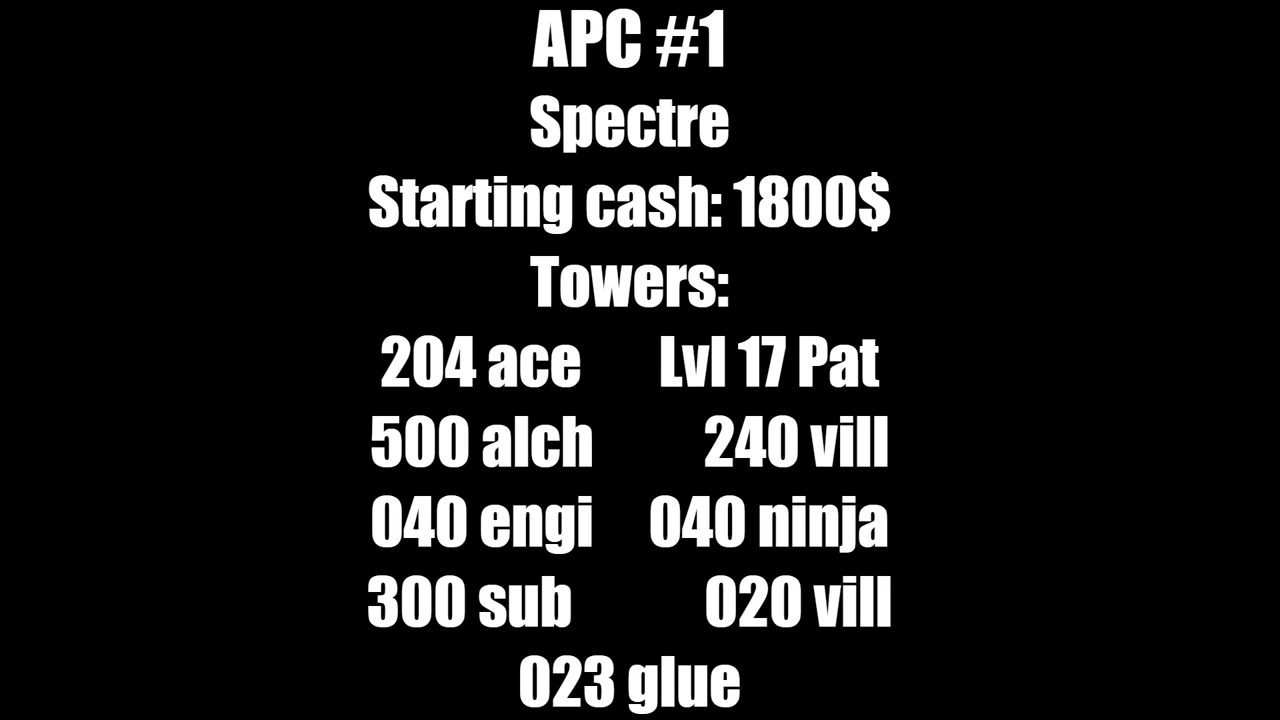 APC #1
Spectre
Starting cash: 1800$
Towers:
204 ace Lvl 17 Pat
500 alch 240 vill
040 engi 040 ninja
300 sub 020 vill
023 glue